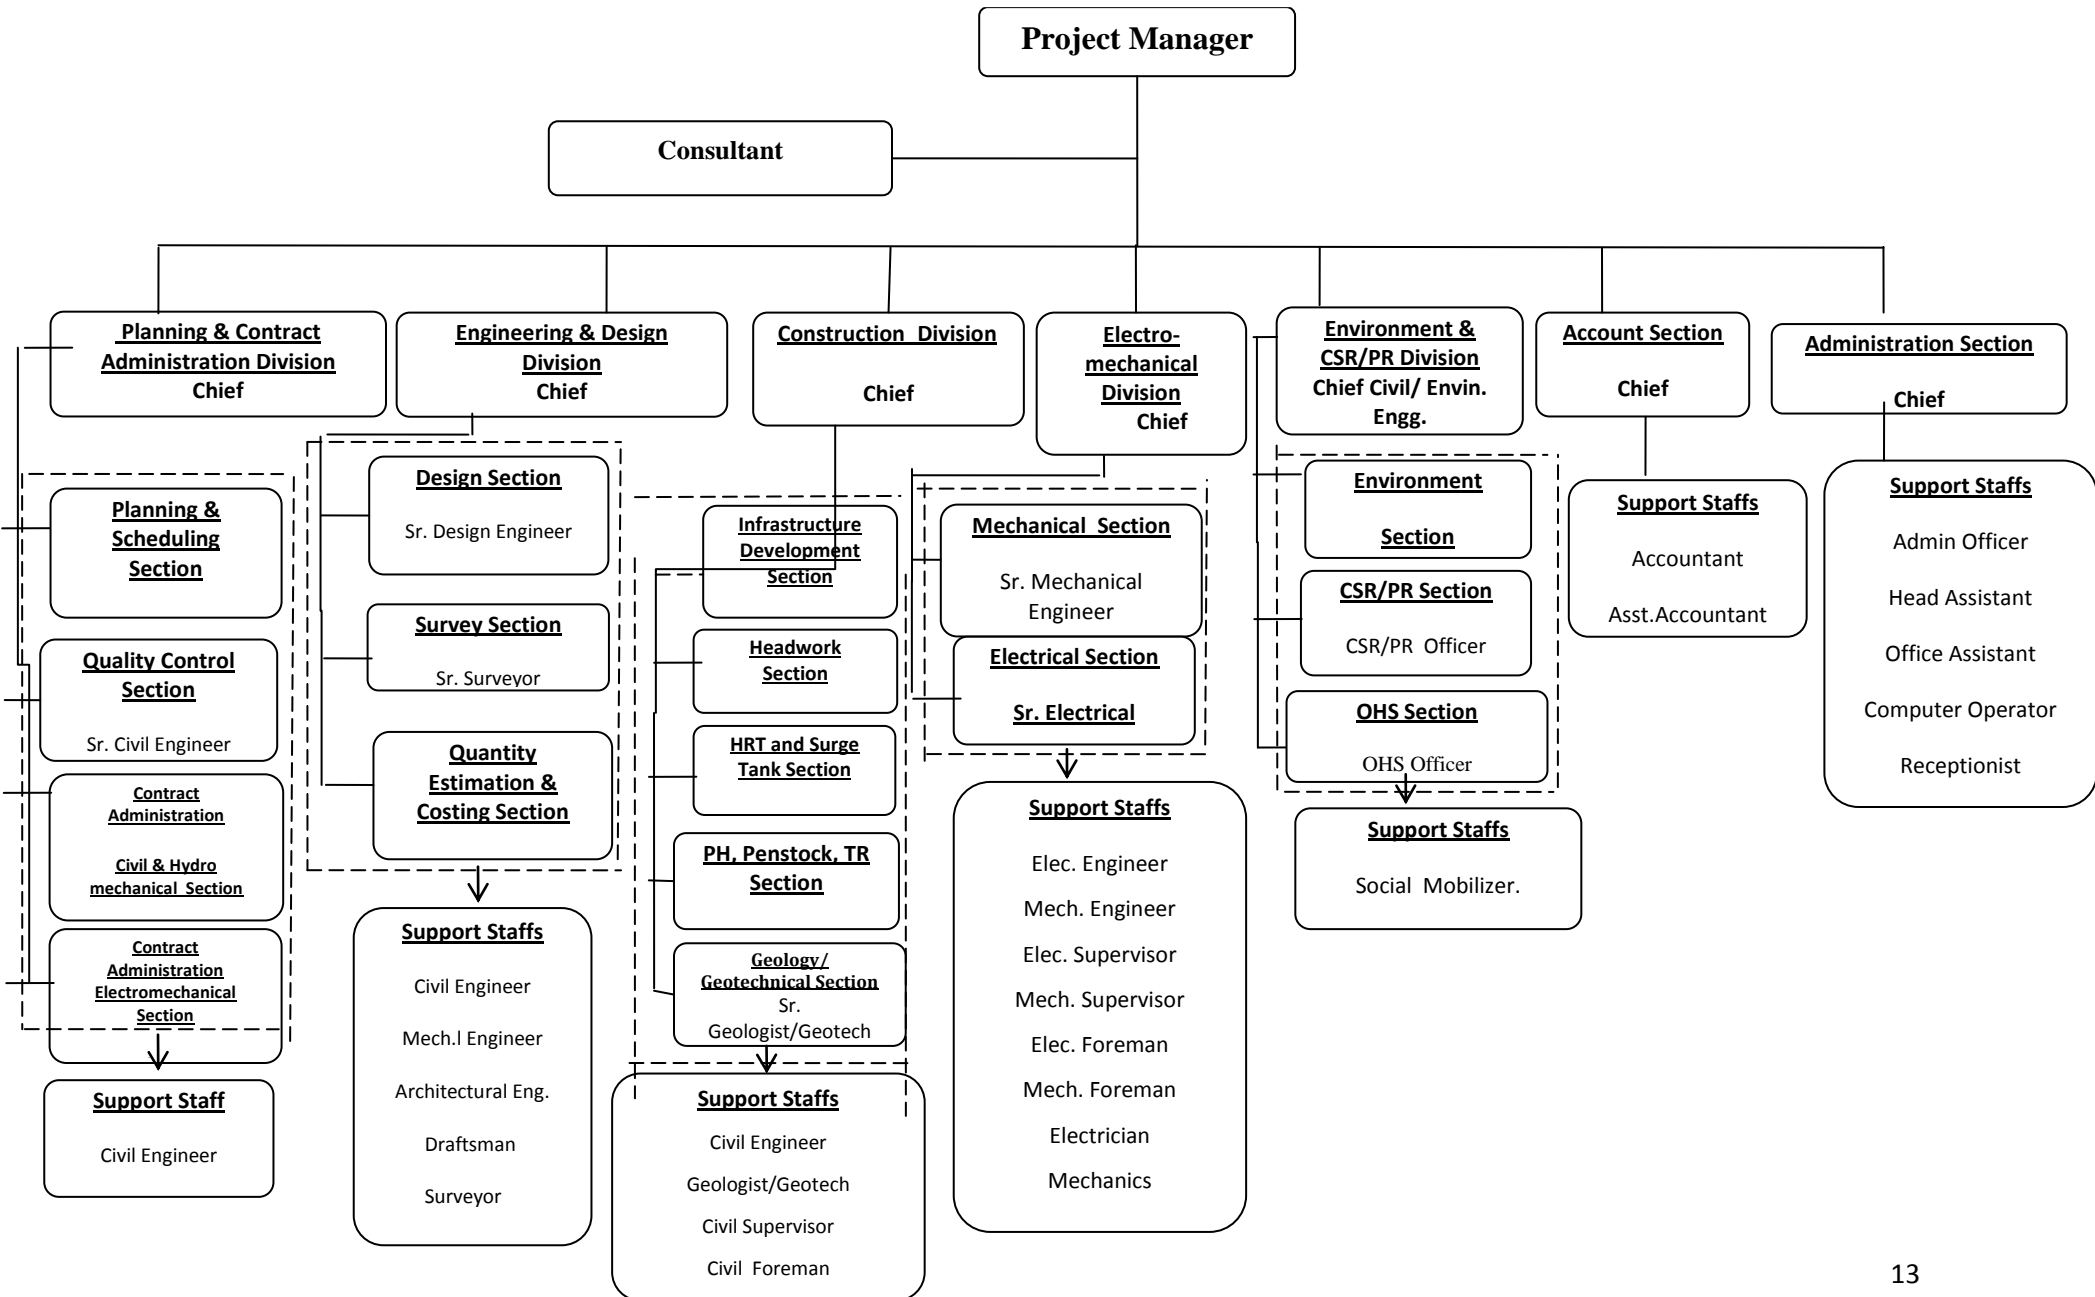 Project Manager
Consultant
Planning & Contract
Administration Division
Chief
Engineering & Design
Division
Chief
Construction Division
Chief
Electro-
mechanical
Division
Chief
Environment &
CSR/PR Division
Chief Civil/ Envin.
Engg.
Account Section
Chief
Administration Section
Chief
Planning &
Scheduling
Section
Quality Control
Section
Sr. Civil Engineer
Contract
Administration
Civil & Hydro
mechanical Section
Contract
Administration
Electromechanical
Section
Support Staff
Civil Engineer
Design Section
Sr. Design Engineer
Survey Section
Sr. Surveyor
Quantity
Estimation &
Costing Section
Support Staffs
Civil Engineer
Mech.l Engineer
Architectural Eng.
Draftsman
Surveyor
Infrastructure
Development
Section
Headwork
Section
HRT and Surge
Tank Section
PH, Penstock, TR
Section
Geology/
Geotechnical Section
Sr.
Geologist/Geotech
Support Staffs
Civil Engineer
Geologist/Geotech
Civil Supervisor
Civil Foreman
Mechanical Section
Sr. Mechanical
Engineer
Electrical Section
Sr. Electrical
Support Staffs
Elec. Engineer
Mech. Engineer
Elec. Supervisor
Mech. Supervisor
Elec. Foreman
Mech. Foreman
Electrician
Mechanics
Environment
Section
CSR/PR Section
CSR/PR Officer
OHS Section
OHS Officer
Support Staffs
Social Mobilizer.
Support Staffs
Accountant
Asst.Accountant
Support Staffs
Admin Officer
Head Assistant
Office Assistant
Computer Operator
Receptionist
13